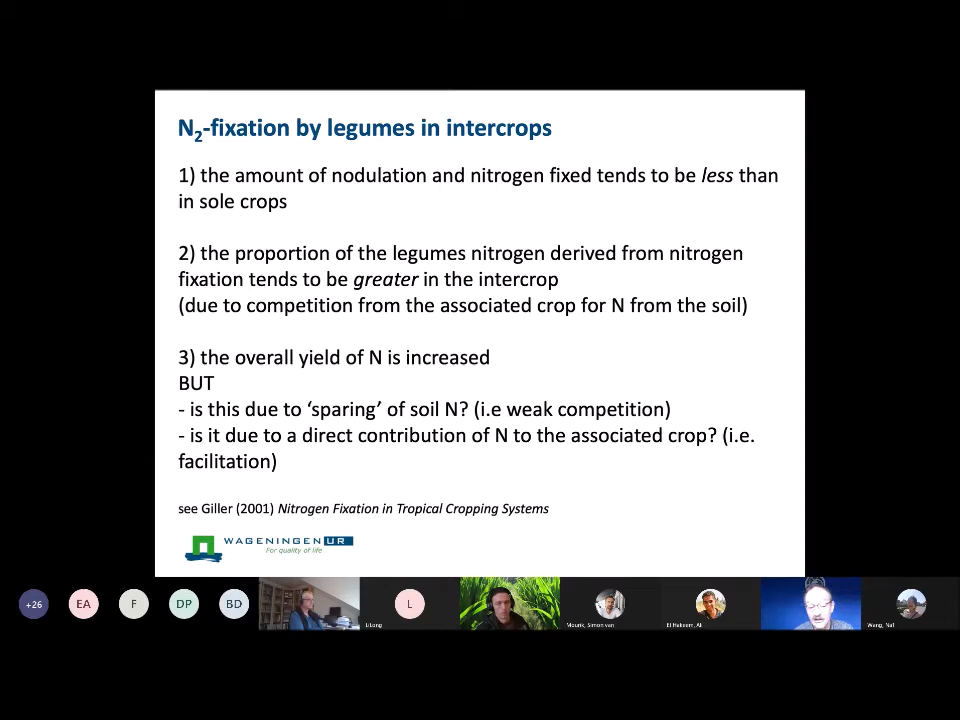 N2-fixation by legumes in intercrops
1) the amount of nodulation and nitrogen fixed tends to be less than
in sole crops
2) the proportion of the legumes nitrogen derived from nitrogen
fixation tends to be greater in the intercrop
(due to competition from the associated crop for N from the soil)
3) the overall yield of N is increased
BUT
- is this due to ‘sparing’ of soil N? (i.e weak competition)
- is it due to a direct contribution of N to the associated crop? (i.e.
facilitation)
see Giller (2001) Nitrogen Fixation in Tropical Cropping Systems
WAGENINGEN UR
For quality of life
+26
EA
F
DP
BD
L
Li Long
Mourik, Simon van
El Hakeem, Ali
Wang, Na1